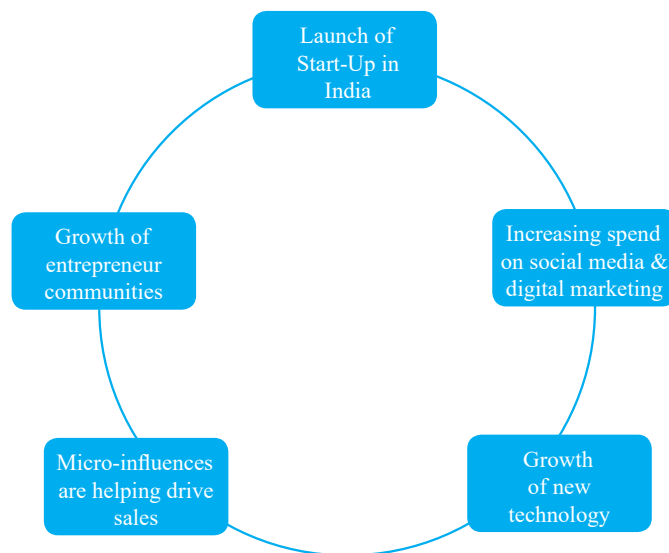 Launch of
Start-Up in
India
Increasing spend
on social media &
digital marketing
Growth
of new
technology
Micro-influences
are helping drive
sales
Growth of
entrepreneur
communities